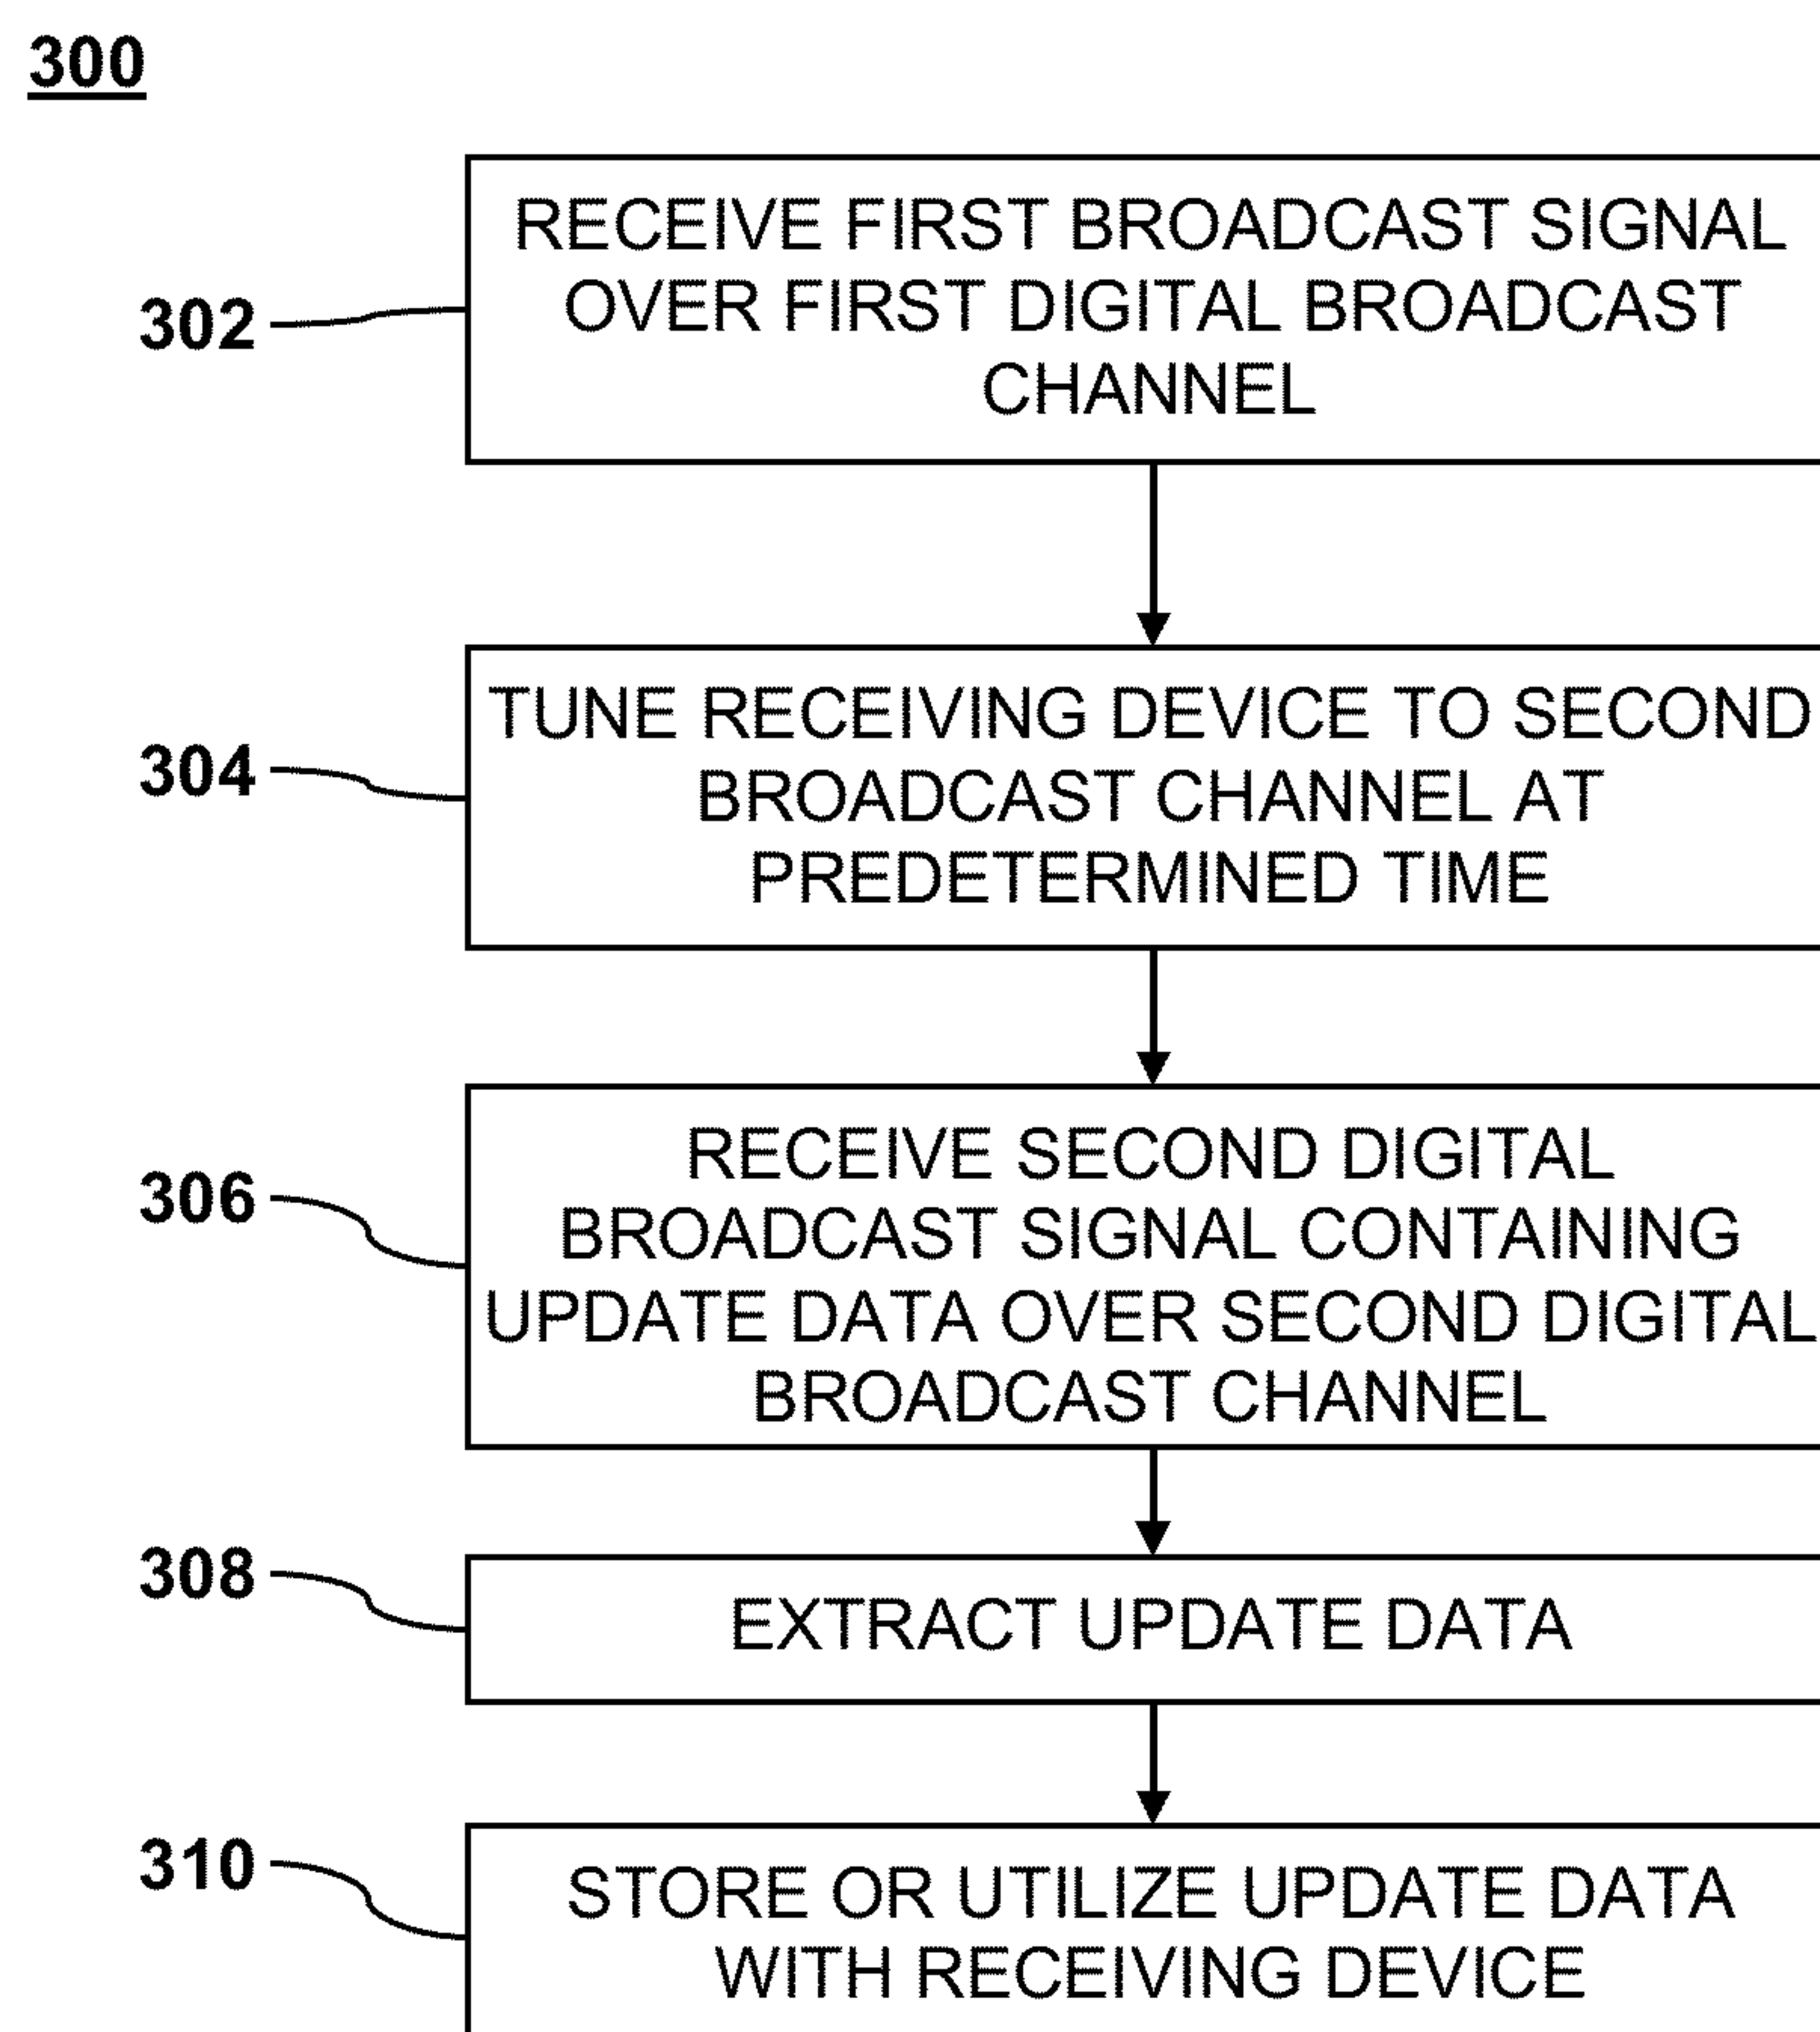 300
302
RECEIVE FIRST BROADCAST SIGNAL
OVER FIRST DIGITAL BROADCAST
CHANNEL
304
TUNE RECEIVING DEVICE TO SECOND
BROADCAST CHANNEL AT
PREDETERMINED TIME
306
RECEIVE SECOND DIGITAL
BROADCAST SIGNAL CONTAINING
UPDATE DATA OVER SECOND DIGITAL
BROADCAST CHANNEL
308
EXTRACT UPDATE DATA
310
STORE OR UTILIZE UPDATE DATA
WITH RECEIVING DEVICE